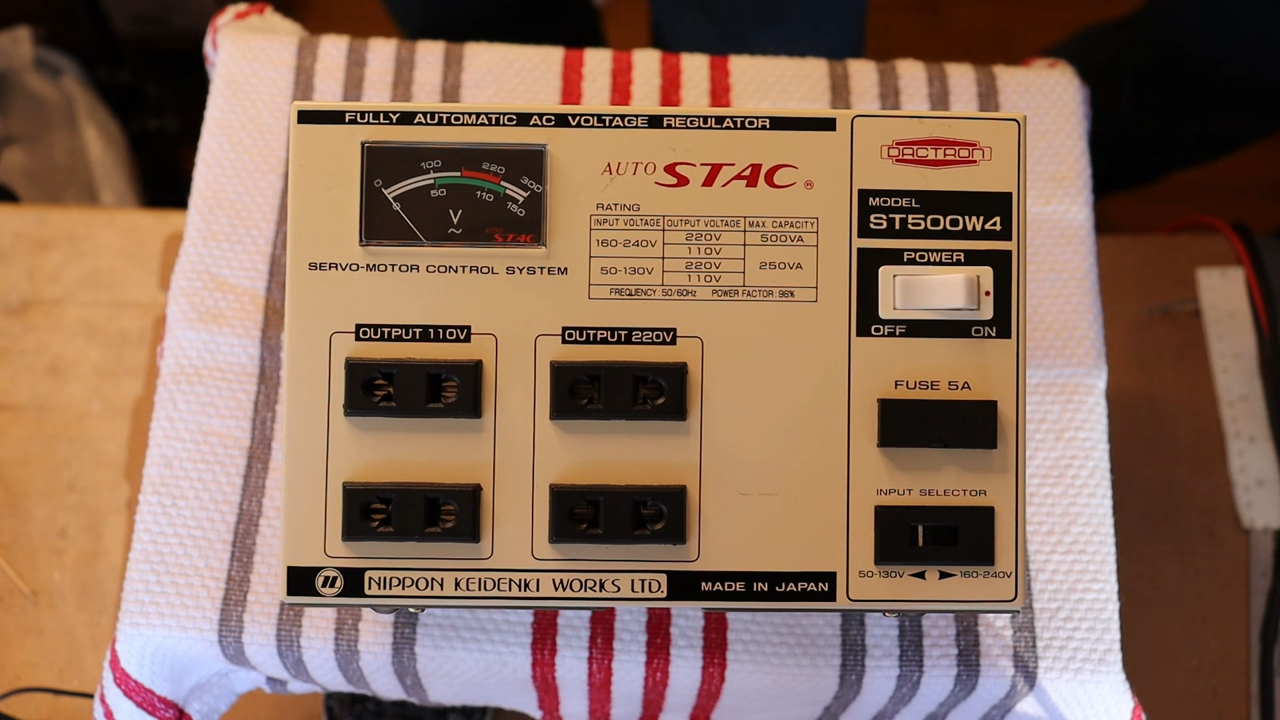 FULLY AUTOMATIC AC VOLTAGE REGULATOR
0 100 220 300
50 110 150
V
~
AUTO STAC
SERVO-MOTOR CONTROL SYSTEM
AUTO STAC ®
RATING
INPUT VOLTAGE OUTPUT VOLTAGE MAX. CAPACITY
160-240V 220V 500VA
110V
50-130V 220V 250VA
110V
FREQUENCY: 50/60Hz POWER FACTOR: 96%
OUTPUT 110V
OUTPUT 220V
NIPPON KEIDENKI WORKS LTD.
MADE IN JAPAN
DACTRON
MODEL
ST500W4
POWER
OFF ON
FUSE 5A
INPUT SELECTOR
50-130V 160-240V